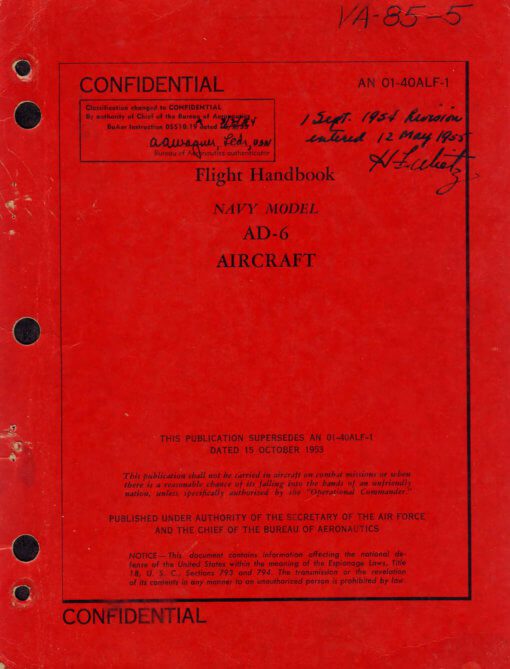 VA-85-5
CONFIDENTIAL
AN 01-40ALF-1
Classification changed to CONFIDENTIAL
By authority of Chief of the Bureau of Aeronautics
BuAer Instruction 05510.19 dated
Bureau of Aeronautics authenticator
1 Sept. 1954 Revision
entered 12 May 1955
Flight Handbook
NAVY MODEL
AD-6
AIRCRAFT
THIS PUBLICATION SUPERSEDES AN 01-40ALF-1
DATED 15 OCTOBER 1953
This publication shall not be carried in aircraft on combat missions or when
there is a reasonable chance of its falling into the hands of an unfriendly
nation, unless specifically authorized by the "Operational Commander."
PUBLISHED UNDER AUTHORITY OF THE SECRETARY OF THE AIR FORCE
AND THE CHIEF OF THE BUREAU OF AERONAUTICS
NOTICE—This document contains information affecting the national de-
fense of the United States within the meaning of the Espionage Laws, Title
18, U. S. C., Sections 793 and 794. The transmission or the revelation
of its contents in any manner to an unauthorized person is prohibited by law.
CONFIDENTIAL